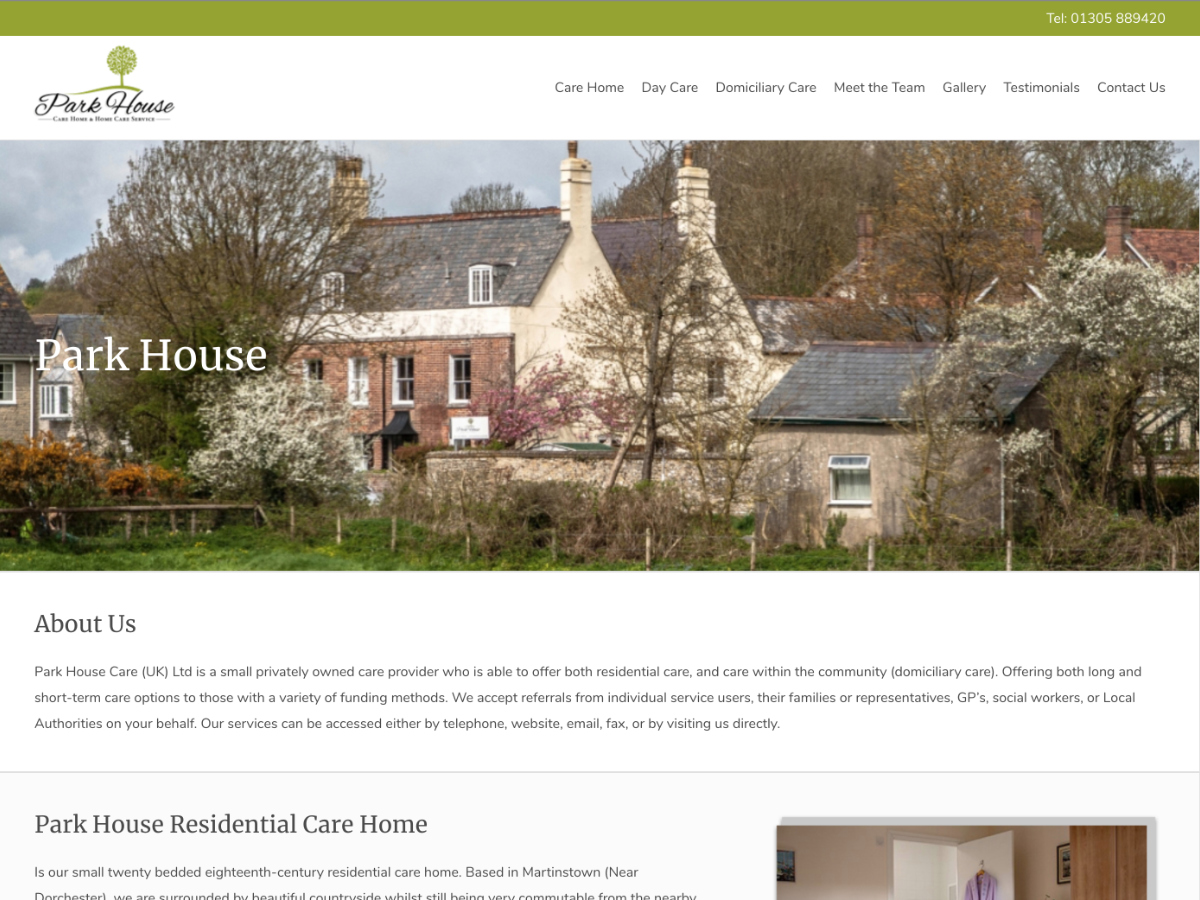 Tel: 01305 889420
Park House
CARE HOME & HOME CARE SERVICE
Care Home
Day Care
Domiciliary Care
Meet the Team
Gallery
Testimonials
Contact Us
Park House
About Us
Park House Care (UK) Ltd is a small privately owned care provider who is able to offer both residential care, and care within the community (domiciliary care). Offering both long and
short-term care options to those with a variety of funding methods. We accept referrals from individual service users, their families or representatives, GP’s, social workers, or Local
Authorities on your behalf. Our services can be accessed either by telephone, website, email, fax, or by visiting us directly.
Park House Residential Care Home
Is our small twenty bedded eighteenth-century residential care home. Based in Martinstown (Near
Dorchester), we are surrounded by beautiful countryside whilst still being very commutable from the nearby